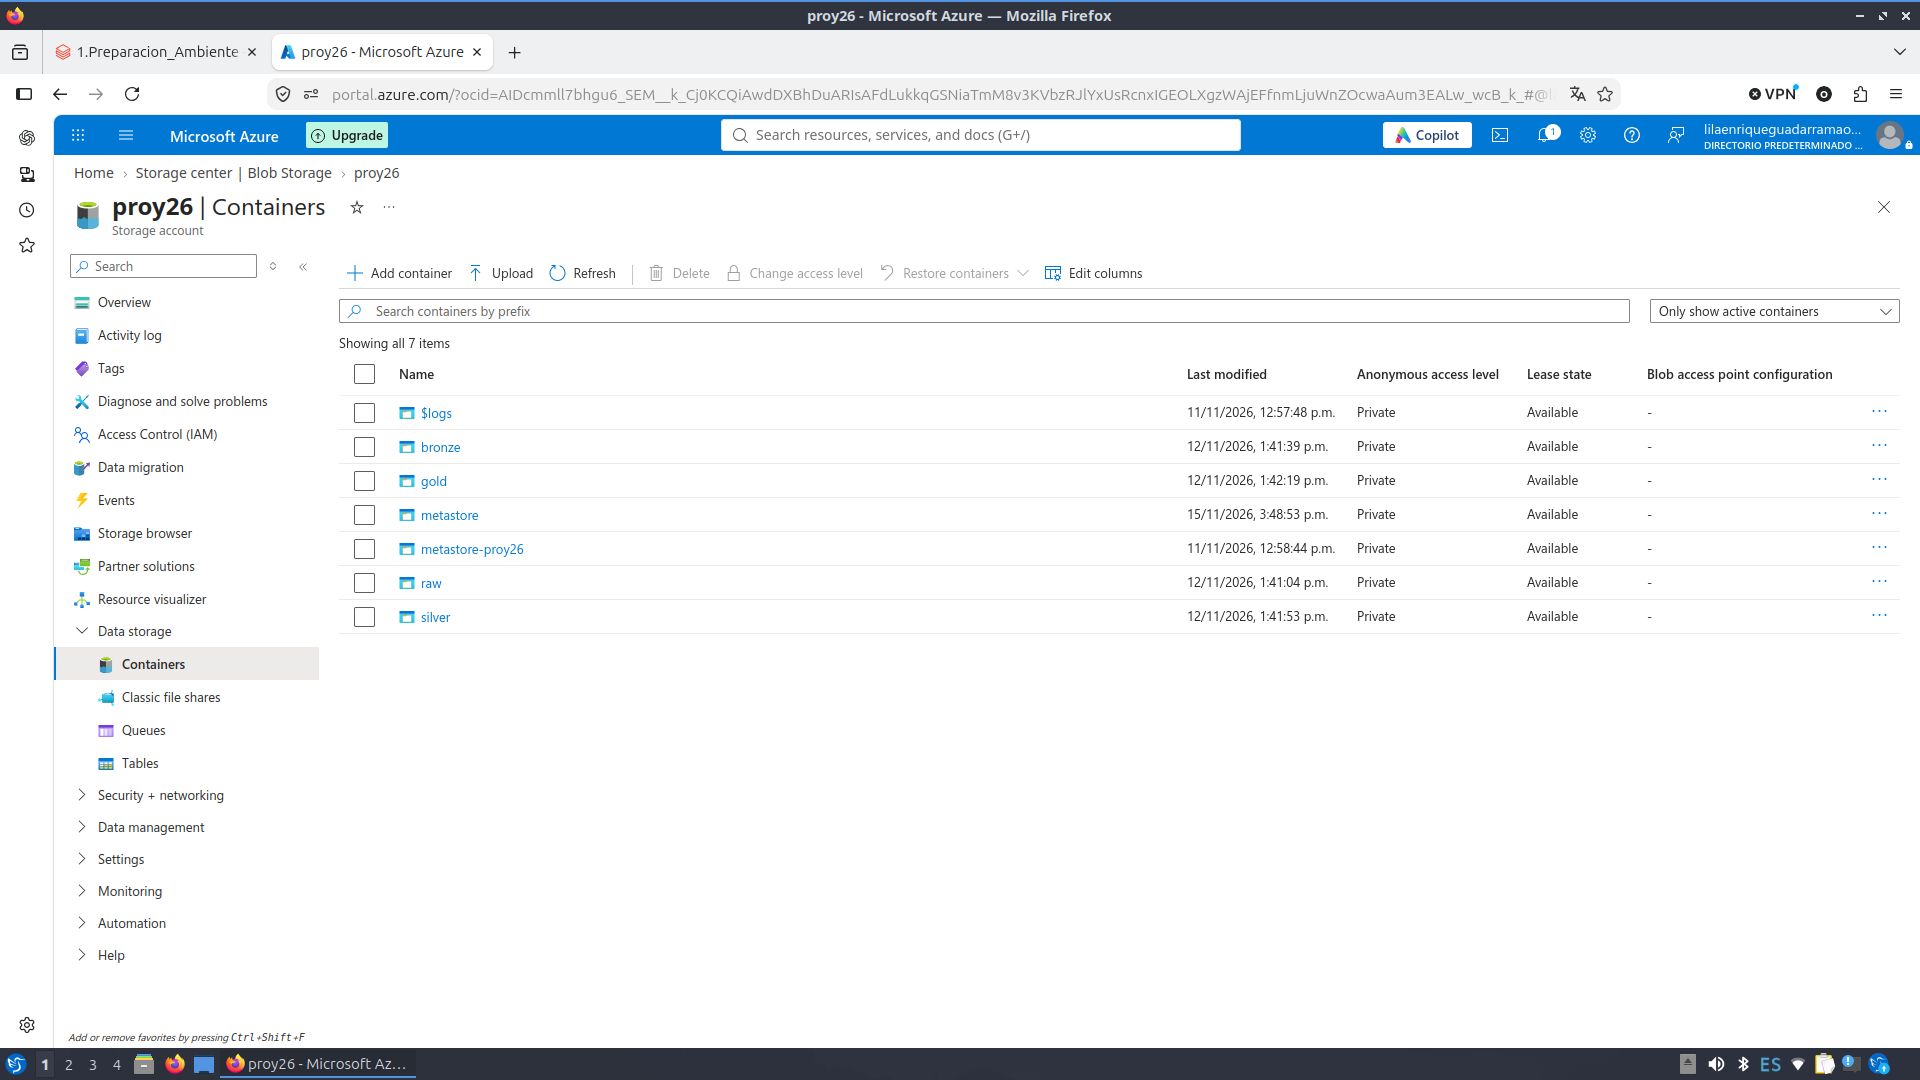 proy26 - Microsoft Azure — Mozilla Firefox
1.Preparacion_Ambiente
proy26 - Microsoft Azure
portal.azure.com/?ocid=AIDcmmll7bhgu6_SEM__k_Cj0KCQiAwdDXBhDuARIsAFdLukkqGSNiaTmM8v3KVbzRJlYxUsRcnxIGEOLXgzWAjEFfnmLjuWnZOcwaAum3EALw_wcB_k_#@
VPN
Microsoft Azure
Upgrade
Search resources, services, and docs (G+/)
Copilot
1
lilaenriqueguadarramao...
DIRECTORIO PREDETERMINADO ...
Home › Storage center | Blob Storage › proy26
proy26 | Containers
Storage account
Search
Overview
Activity log
Tags
Diagnose and solve problems
Access Control (IAM)
Data migration
Events
Storage browser
Partner solutions
Resource visualizer
Data storage
Containers
Classic file shares
Queues
Tables
Security + networking
Data management
Settings
Monitoring
Automation
Help
Add or remove favorites by pressing Ctrl+Shift+F
Add container Upload Refresh Delete Change access level Restore containers Edit columns
Search containers by prefix
Only show active containers
Showing all 7 items
Name Last modified Anonymous access level Lease state Blob access point configuration
$logs 11/11/2026, 12:57:48 p.m. Private Available -
bronze 12/11/2026, 1:41:39 p.m. Private Available -
gold 12/11/2026, 1:42:19 p.m. Private Available -
metastore 15/11/2026, 3:48:53 p.m. Private Available -
metastore-proy26 11/11/2026, 12:58:44 p.m. Private Available -
raw 12/11/2026, 1:41:04 p.m. Private Available -
silver 12/11/2026, 1:41:53 p.m. Private Available -
1 2 3 4
proy26 - Microsoft Az...
ES